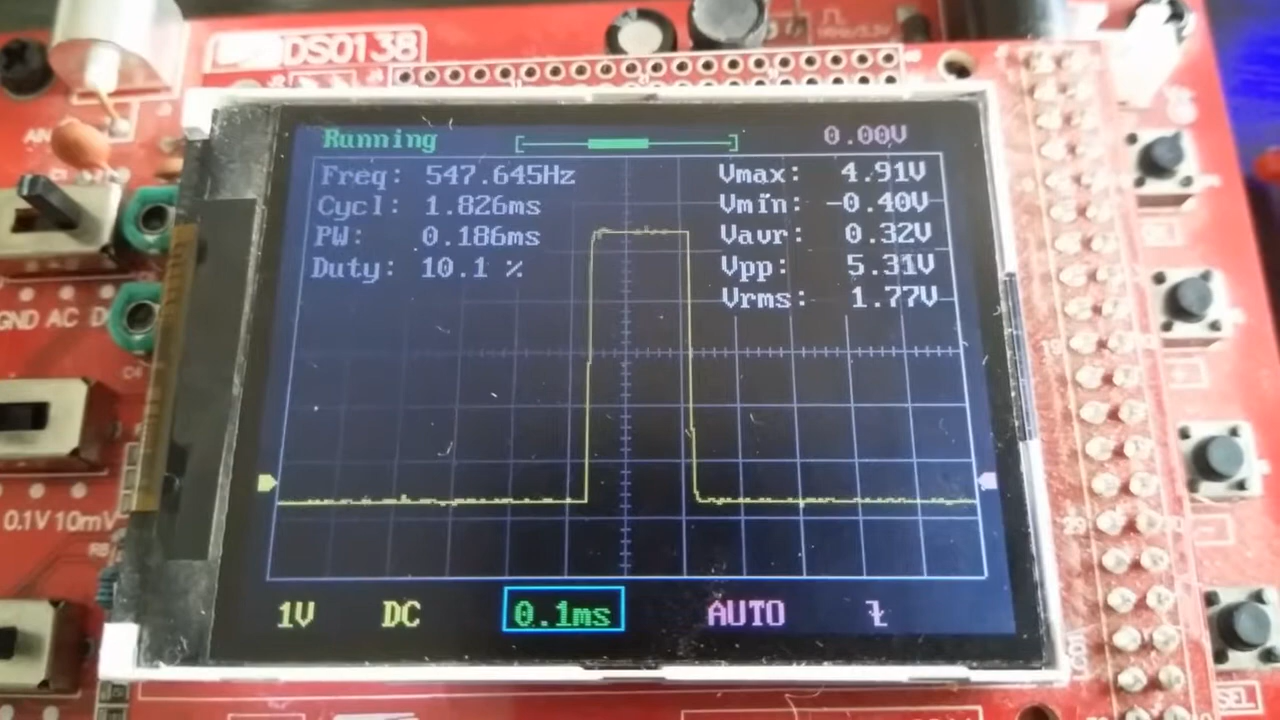 DSO138
Running 0.00V
Freq: 547.645Hz Vmax: 4.91V
Cycl: 1.826ms Vmin: -0.40V
PW: 0.186ms Vavr: 0.32V
Duty: 10.1 % Vpp: 5.31V
Vrms: 1.77V
GND AC D
0.1V 10mV
1V DC 0.1ms AUTO
SEL